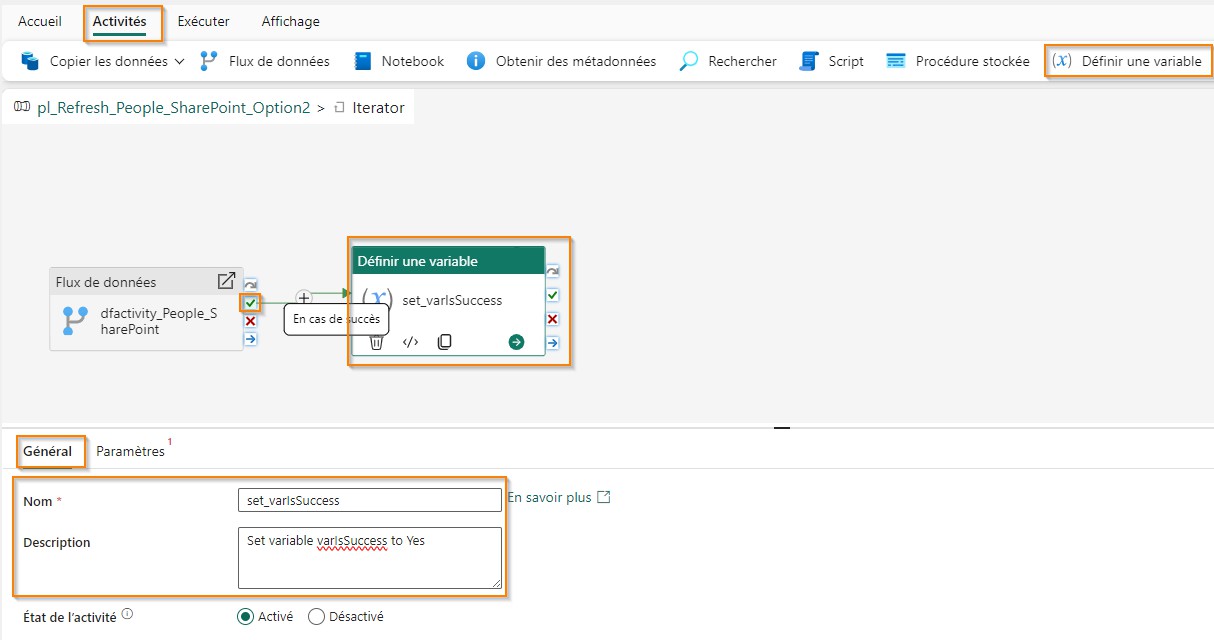 Accueil Activités Exécuter Affichage
Copier les données Flux de données Notebook Obtenir des métadonnées Rechercher Script Procédure stockée (x) Définir une variable
pl_Refresh_People_SharePoint_Option2 > Iterator
Définir une variable
Flux de données
(x) set_varIsSuccess
dfactivity_People_S
harePoint
En cas de succès
</>
Général Paramètres 1
Nom * set_varIsSuccess
En savoir plus
Description Set variable varIsSuccess to Yes
État de l’activité Activé Désactivé